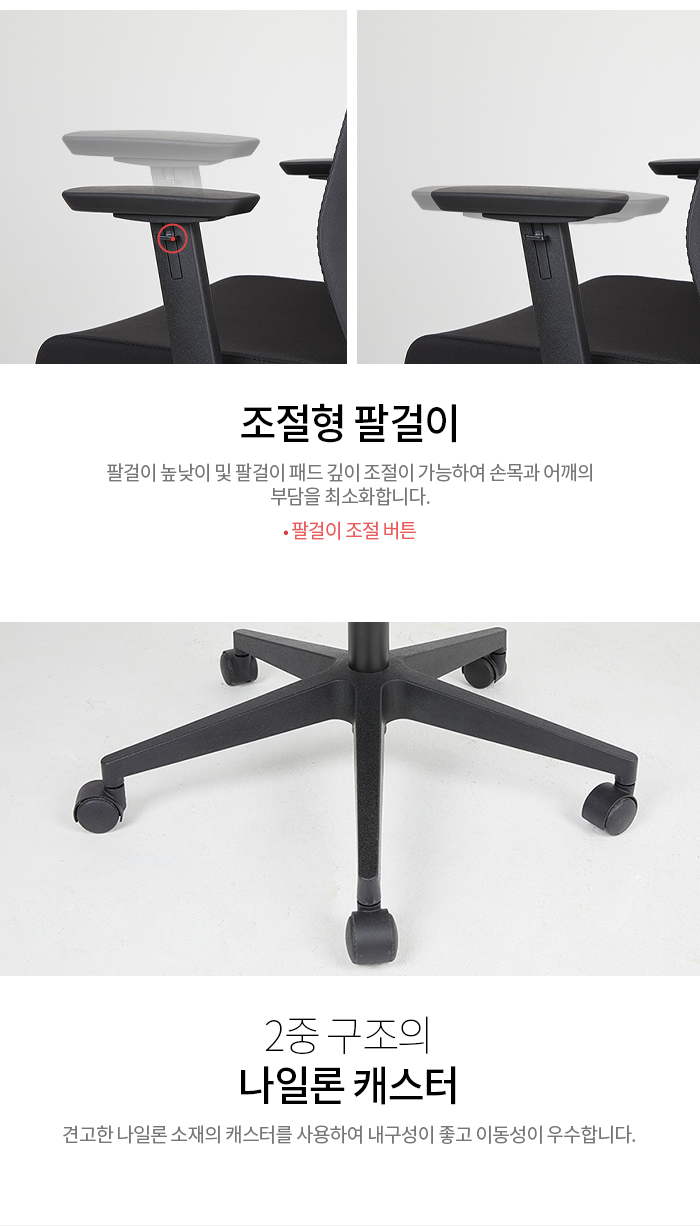 조절형 팔걸이
팔걸이 높낮이 및 팔걸이 패드 깊이 조절이 가능하여 손목과 어깨의
부담을 최소화합니다.
• 팔걸이 조절 버튼
2중 구조의
나일론 캐스터
견고한 나일론 소재의 캐스터를 사용하여 내구성이 좋고 이동성이 우수합니다.